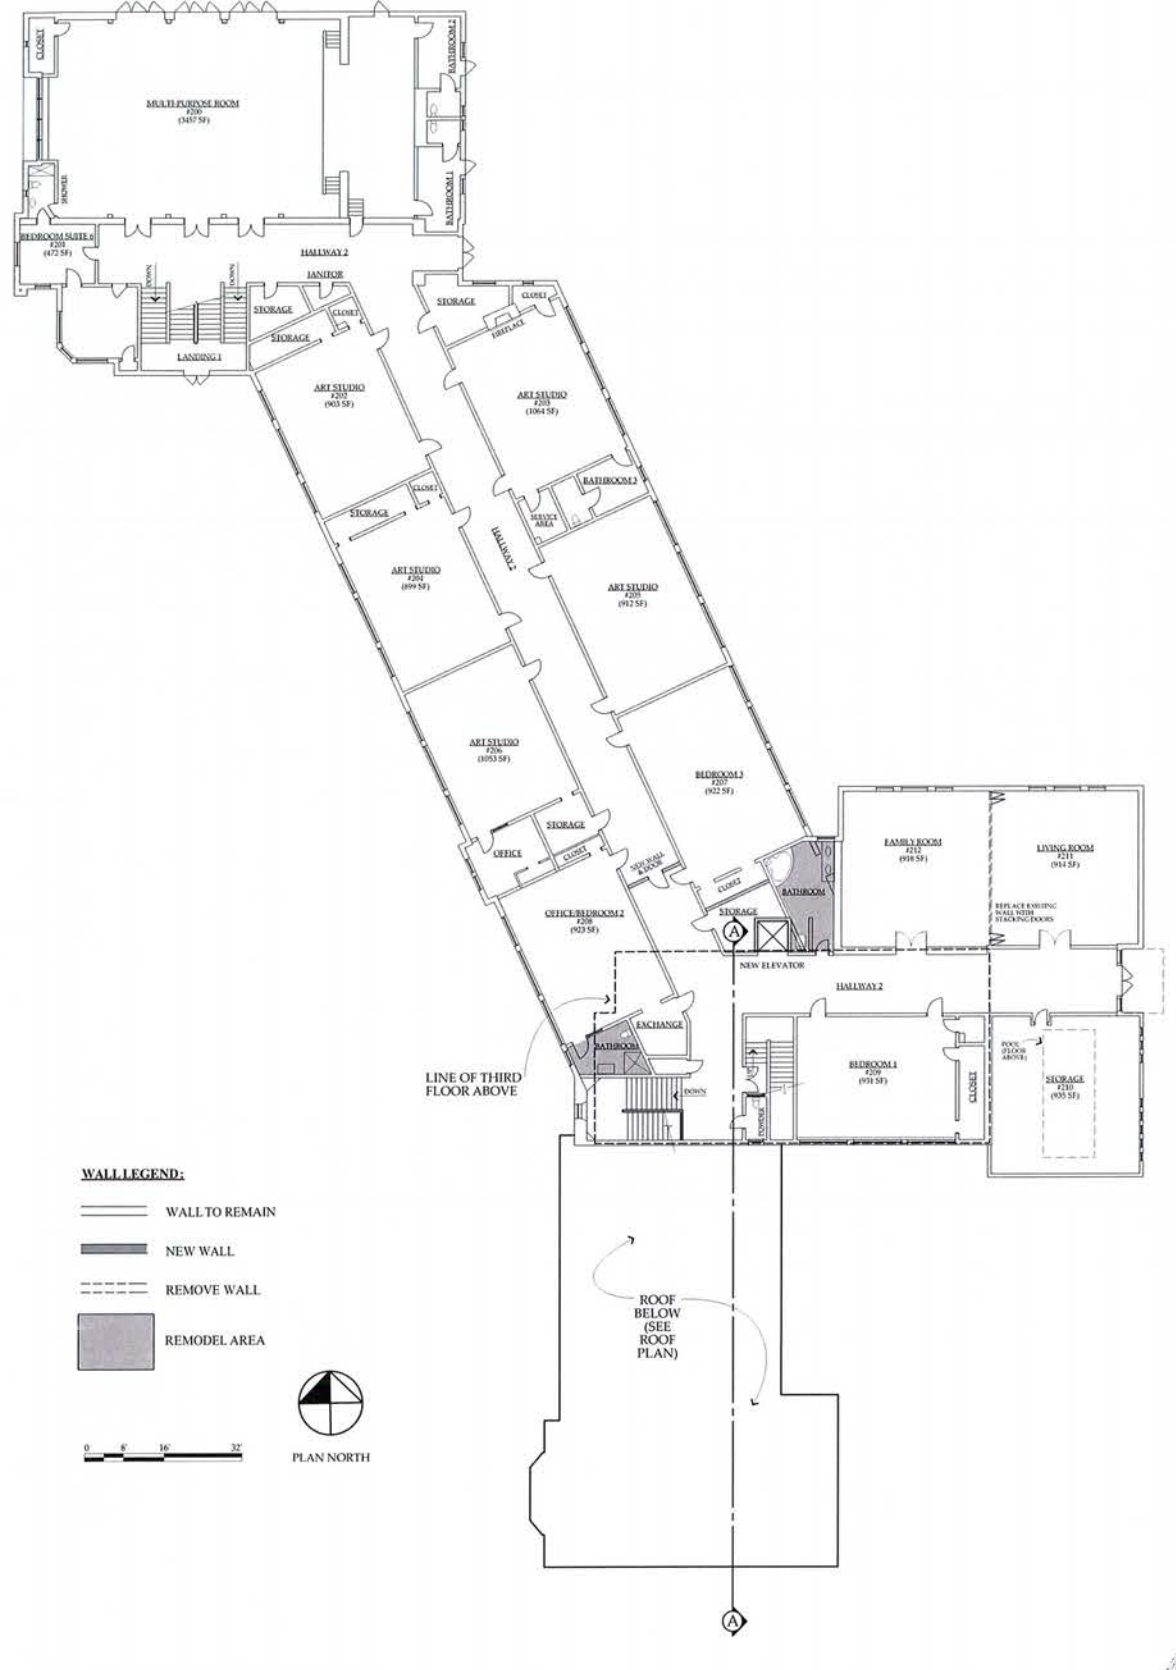 CLOSET
BATHROOM 2
MULTI-PURPOSE ROOM
#200
(3457 SF)
SHOWER
BATHROOM 1
BEDROOM SUITE 6
#201
(472 SF)
HALLWAY 2
JANITOR
DOWN
DOWN
STORAGE
CLOSET
STORAGE
CLOSET
STORAGE
FIREPLACE
LANDING 1
ART STUDIO
#202
(903 SF)
ART STUDIO
#203
(1064 SF)
CLOSET
STORAGE
BATHROOM 3
SERVICE
AREA
HALLWAY 2
ART STUDIO
#204
(899 SF)
ART STUDIO
#205
(912 SF)
ART STUDIO
#206
(1053 SF)
BEDROOM 3
#207
(922 SF)
STORAGE
OFFICE
CLOSET
NEW WALL
& DOOR
CLOSET
BATHROOM
FAMILY ROOM
#212
(918 SF)
LIVING ROOM
#211
(914 SF)
REPLACE EXISTING
WALL WITH
STACKING DOORS
OFFICE/BEDROOM 2
#208
(923 SF)
STORAGE
A
NEW ELEVATOR
HALLWAY 2
EXCHANGE
BATHROOM
LINE OF THIRD
FLOOR ABOVE
DOWN
UP
POWDER
BEDROOM 1
#209
(931 SF)
CLOSET
POOL
(FLOOR
ABOVE)
STORAGE
#210
(935 SF)
WALL LEGEND:
WALL TO REMAIN
NEW WALL
REMOVE WALL
REMODEL AREA
ROOF
BELOW
(SEE
ROOF
PLAN)
0 8' 16' 32'
PLAN NORTH
A